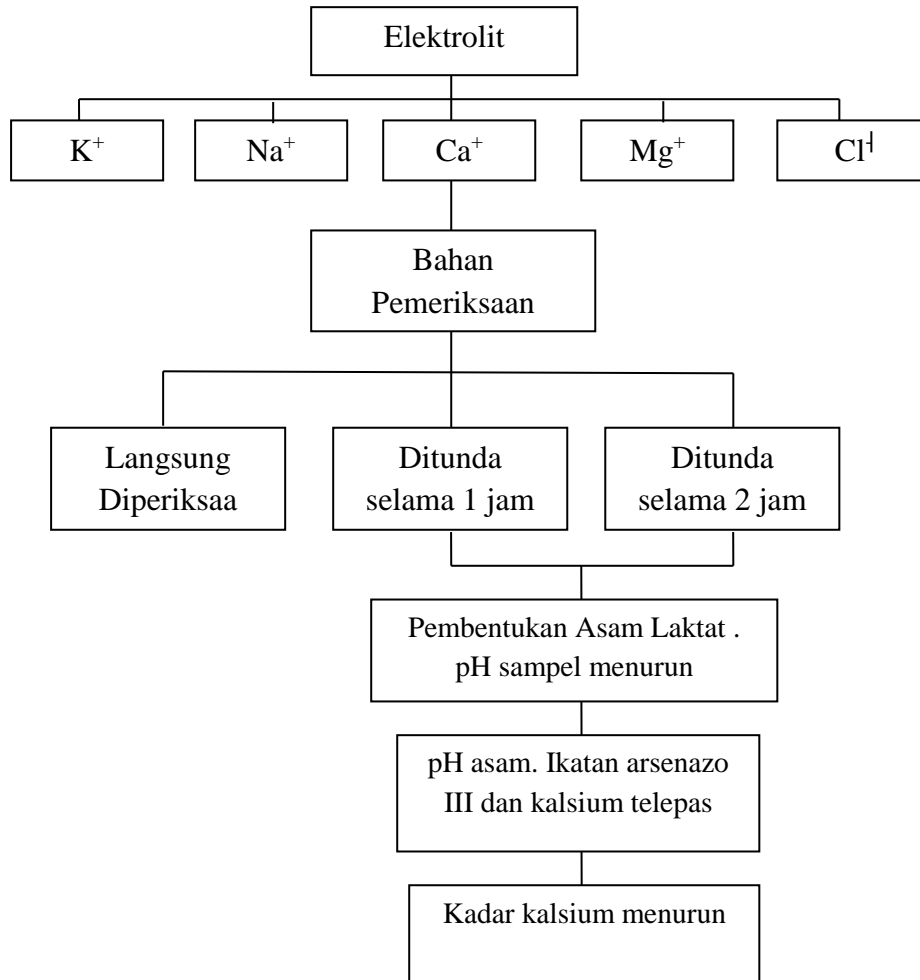 Elektrolit
K⁺
Na⁺
Ca⁺
Mg⁺
Cl⁻
Bahan
Pemeriksaan
Langsung
Diperiksaa
Ditunda
selama 1 jam
Ditunda
selama 2 jam
Pembentukan Asam Laktat .
pH sampel menurun
pH asam. Ikatan arsenazo
III dan kalsium telepas
Kadar kalsium menurun